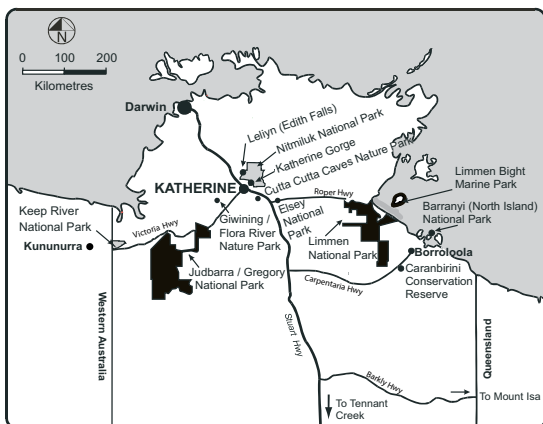 N
0 100 200
Kilometres
Darwin
Leliyn (Edith Falls)
Nitmiluk National Park
Katherine Gorge
Cutta Cutta Caves Nature Park
KATHERINE
Roper Hwy
Limmen Bight
Marine Park
Barranyi (North Island)
National Park
Keep River
National Park
Kununurra
Victoria Hwy
Giwining /
Flora River
Nature Park
Elsey
National
Park
Limmen
National Park
Borroloola
Caranbirini
Conservation
Reserve
Judbarra / Gregory
National Park
Carpentaria Hwy
Western Australia
Stuart Hwy
Queensland
Barkly Hwy
To Mount Isa
To Tennant
Creek